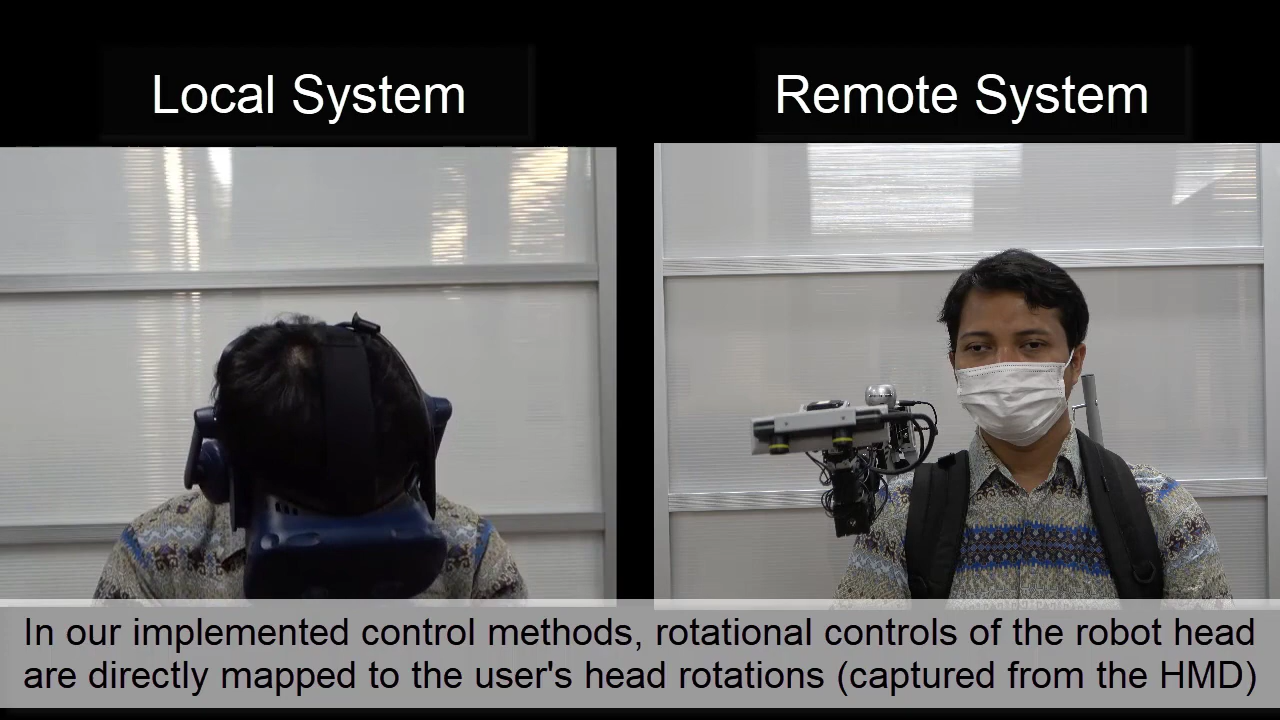 Local System
Remote System
In our implemented control methods, rotational controls of the robot head
are directly mapped to the user's head rotations (captured from the HMD)